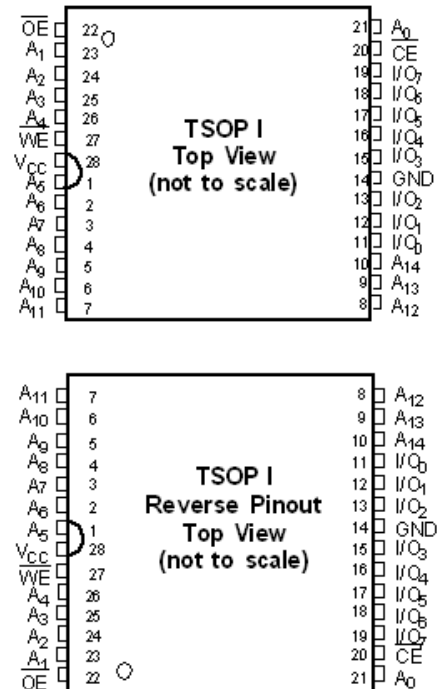 OE 22 21 A0
A1 23 20 CE
A2 24 19 I/O7
A3 25 18 I/O6
A4 26 17 I/O5
WE 27 16 I/O4
VCC 28 15 I/O3
A5 1 14 GND
A6 2 13 I/O2
A7 3 12 I/O1
A8 4 11 I/O0
A9 5 10 A14
A10 6 9 A13
A11 7 8 A12
TSOP I
Top View
(not to scale)
A11 7 8 A12
A10 6 9 A13
A9 5 10 A14
A8 4 11 I/O0
A7 3 12 I/O1
A6 2 13 I/O2
A5 1 14 GND
VCC 28 15 I/O3
WE 27 16 I/O4
A4 26 17 I/O5
A3 25 18 I/O6
A2 24 19 I/O7
A1 23 20 CE
OE 22 21 A0
TSOP I
Reverse Pinout
Top View
(not to scale)